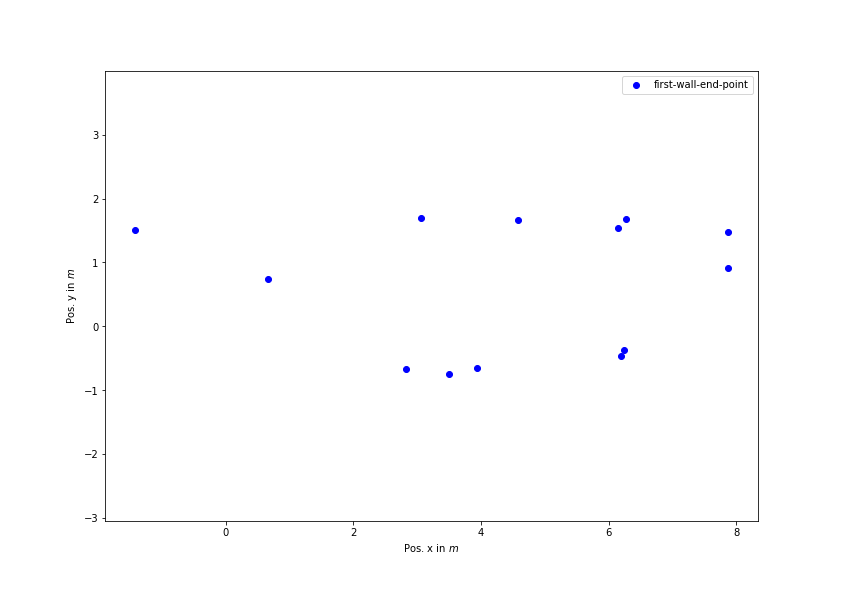 first-wall-end-point
3
2
1
0
−1
−2
−3
Pos. y in m
0 2 4 6 8
Pos. x in m